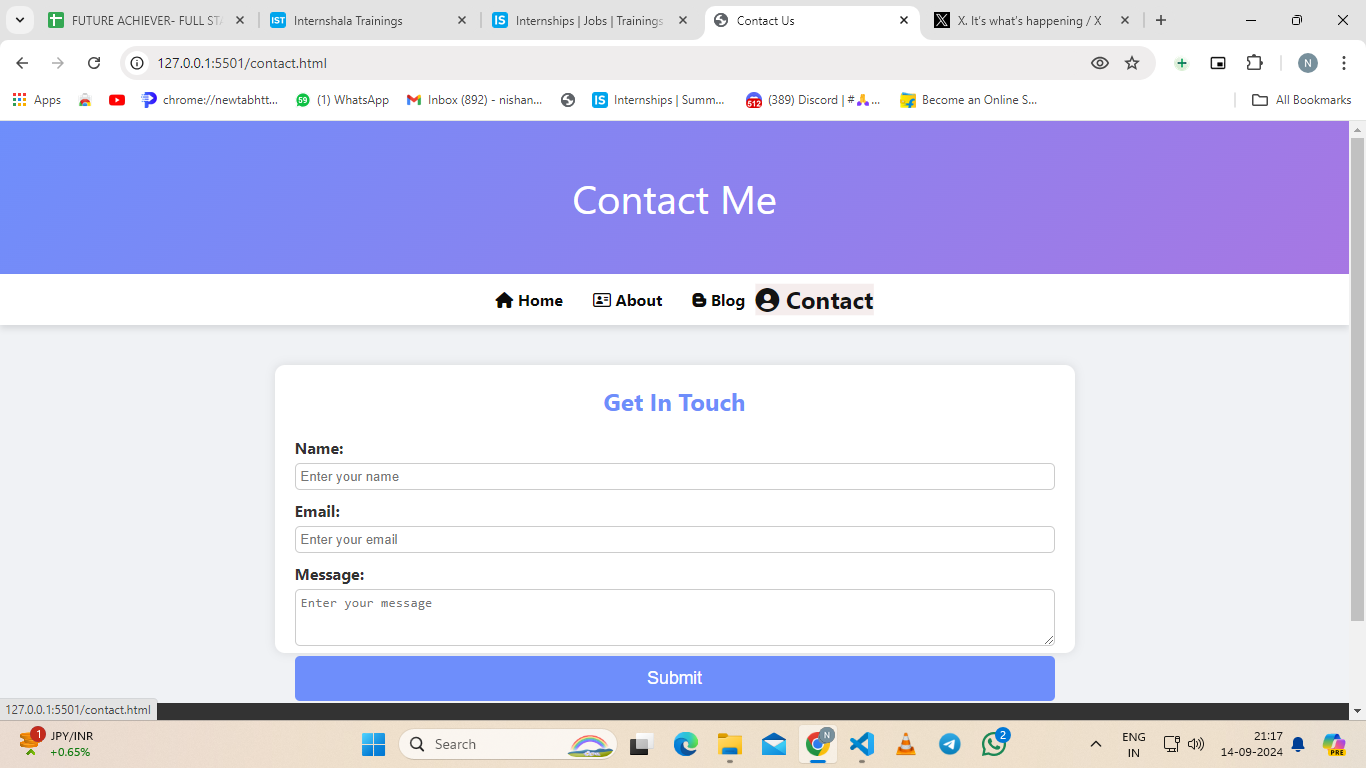 FUTURE ACHIEVER- FULL STA
Internshala Trainings
Internships | Jobs | Trainings
Contact Us
X. It's what's happening / X
127.0.0.1:5501/contact.html
N
Apps
chrome://newtabhtt...
59 (1) WhatsApp
Inbox (892) - nishan...
IS Internships | Summ...
512 (389) Discord | #🙏...
Become an Online S...
All Bookmarks
Contact Me
Home
About
Blog
Contact
Get In Touch
Name:
Enter your name
Email:
Enter your email
Message:
Enter your message
Submit
127.0.0.1:5501/contact.html
1
JPY/INR
+0.65%
Search
N
2
ENG
IN
21:17
14-09-2024
PRE